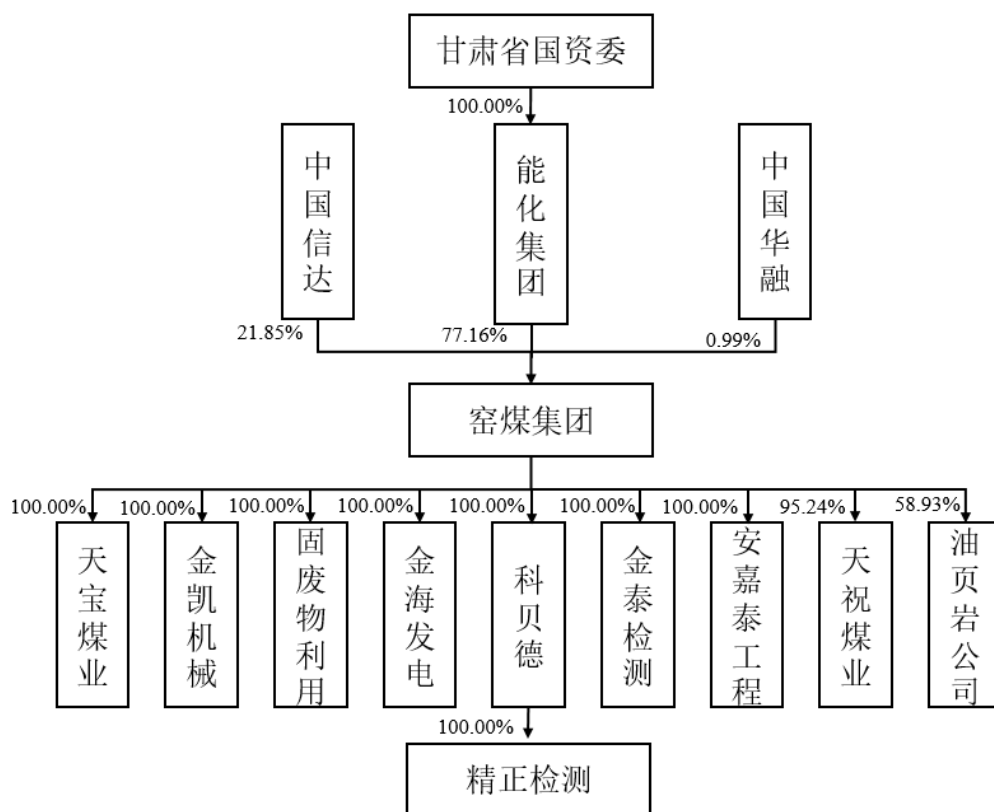 甘肃省国资委
100.00%
中国信达
能化集团
中国华融
21.85%
77.16%
0.99%
窑煤集团
100.00%
100.00%
100.00%
100.00%
100.00%
100.00%
100.00%
95.24%
58.93%
天宝煤业
金凯机械
固废物利用
金海发电
科贝德
金泰检测
安嘉泰工程
天祝煤业
油页岩公司
100.00%
精正检测